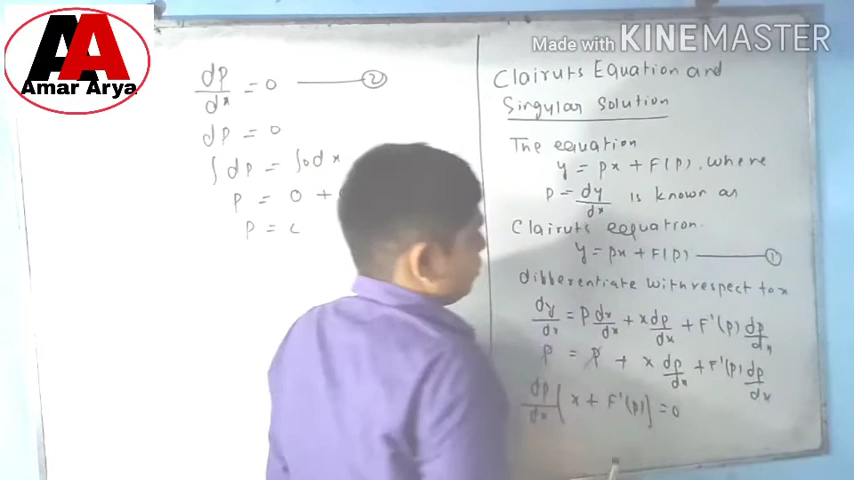 Made with KINEMASTER
AA
Amar Arya
dp/dx = 0 ——— ②
dp = 0
∫dp = ∫0dx
p = 0 +
p = c
Clairuts Equation and
Singular Solution
The equation
y = px + F(p), where
p = dy/dx is known as
Clairuts equation.
y = px + F(p) ——— ①
differentiate with respect to x
dy/dx = p dx/dx + x dp/dx + F'(p) dp/dx
p = p + x dp/dx + F'(p) dp/dx
dp/dx [x + F'(p)] = 0